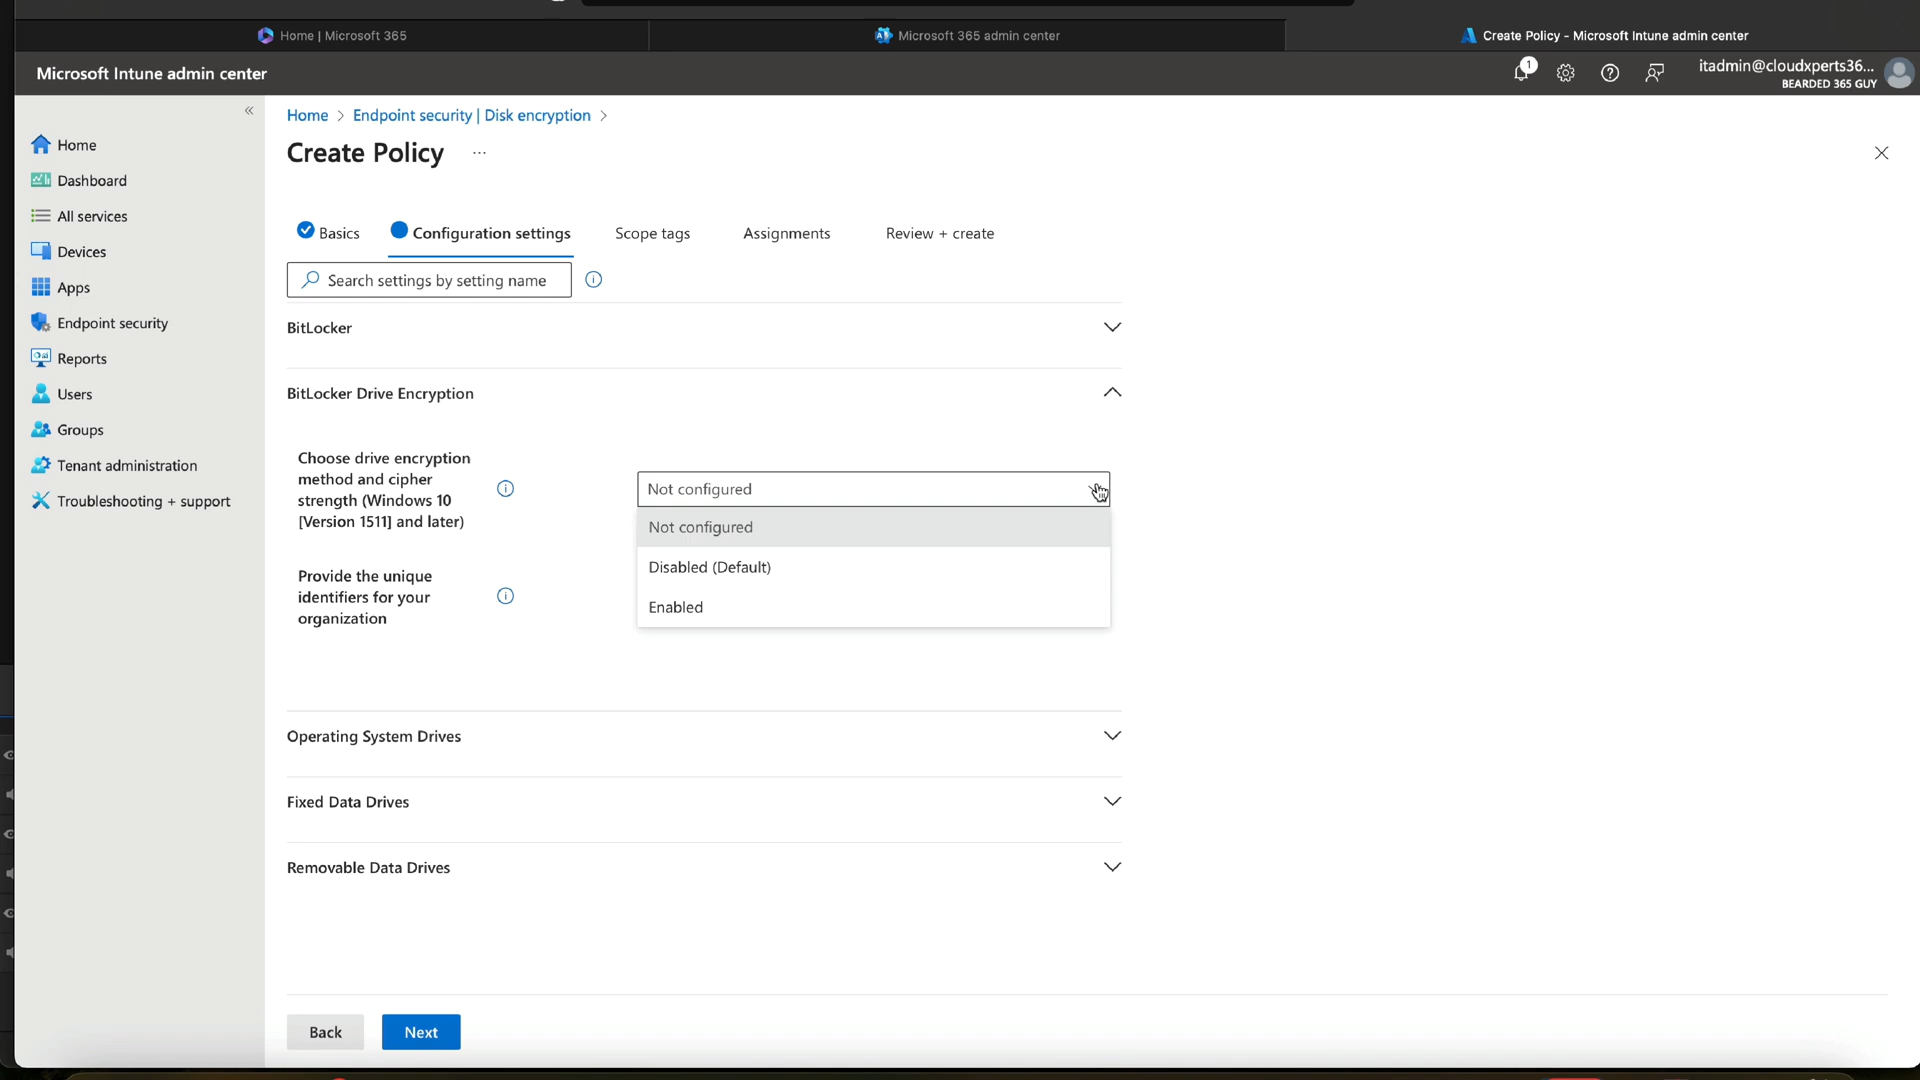 Home | Microsoft 365
Microsoft 365 admin center
Create Policy - Microsoft Intune admin center
Microsoft Intune admin center
1
itadmin@cloudxperts36...
BEARDED 365 GUY
Home
Dashboard
All services
Devices
Apps
Endpoint security
Reports
Users
Groups
Tenant administration
Troubleshooting + support
Home > Endpoint security | Disk encryption >
Create Policy ...
Basics
Configuration settings
Scope tags
Assignments
Review + create
Search settings by setting name
BitLocker
BitLocker Drive Encryption
Choose drive encryption
method and cipher
strength (Windows 10
[Version 1511] and later)
Not configured
Not configured
Disabled (Default)
Enabled
Provide the unique
identifiers for your
organization
Operating System Drives
Fixed Data Drives
Removable Data Drives
Back
Next